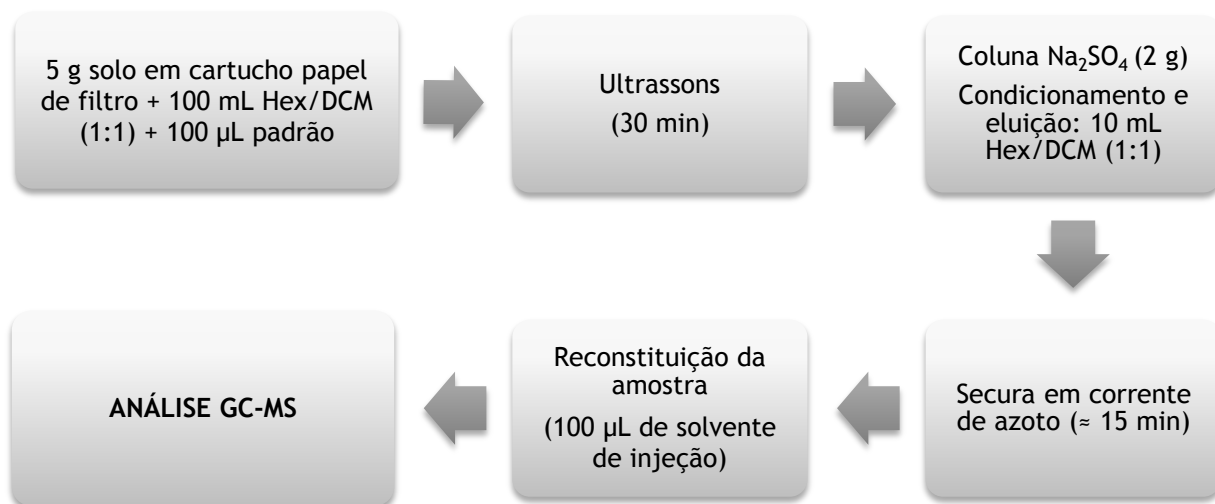 5 g solo em cartucho papel
de filtro + 100 mL Hex/DCM
(1:1) + 100 µL padrão
Ultrassons
(30 min)
Coluna Na₂SO₄ (2 g)
Condicionamento e
eluição: 10 mL
Hex/DCM (1:1)
Secura em corrente
de azoto (≈ 15 min)
Reconstituição da
amostra
(100 µL de solvente
de injeção)
ANÁLISE GC-MS